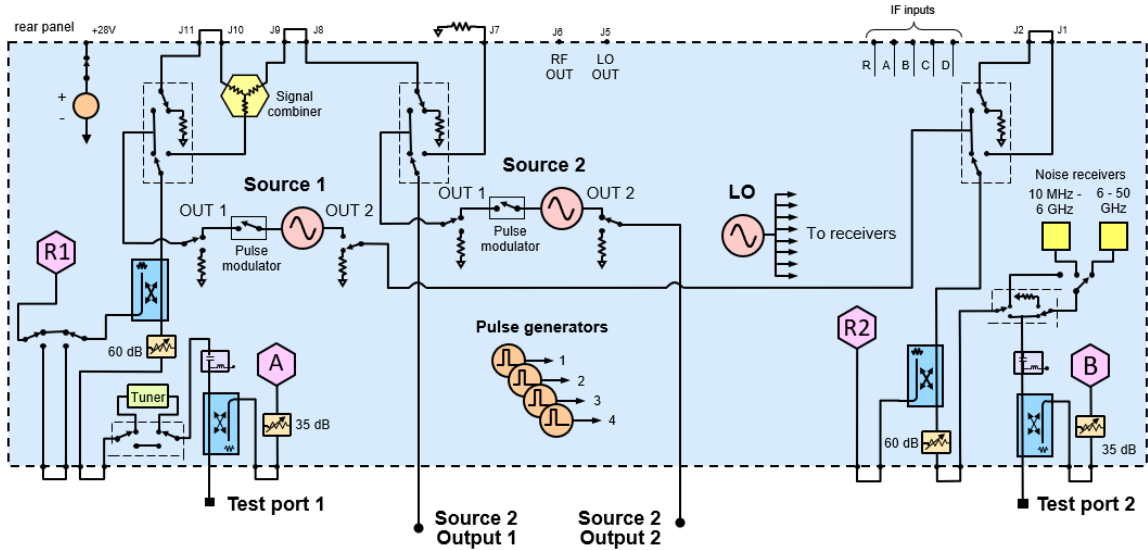 rear panel
+28V
J11
J10
J9
J8
J7
J6
J5
IF inputs
J2
J1
RF
OUT
LO
OUT
R
A
B
C
D
+
-
Signal
combiner
Source 1
Source 2
OUT 1
OUT 2
OUT 1
OUT 2
Pulse
modulator
Pulse
modulator
LO
To receivers
Noise receivers
10 MHz -
6 GHz
6 - 50
GHz
R1
60 dB
Tuner
A
35 dB
Pulse generators
1
2
3
4
R2
60 dB
B
35 dB
Test port 1
Source 2
Output 1
Source 2
Output 2
Test port 2